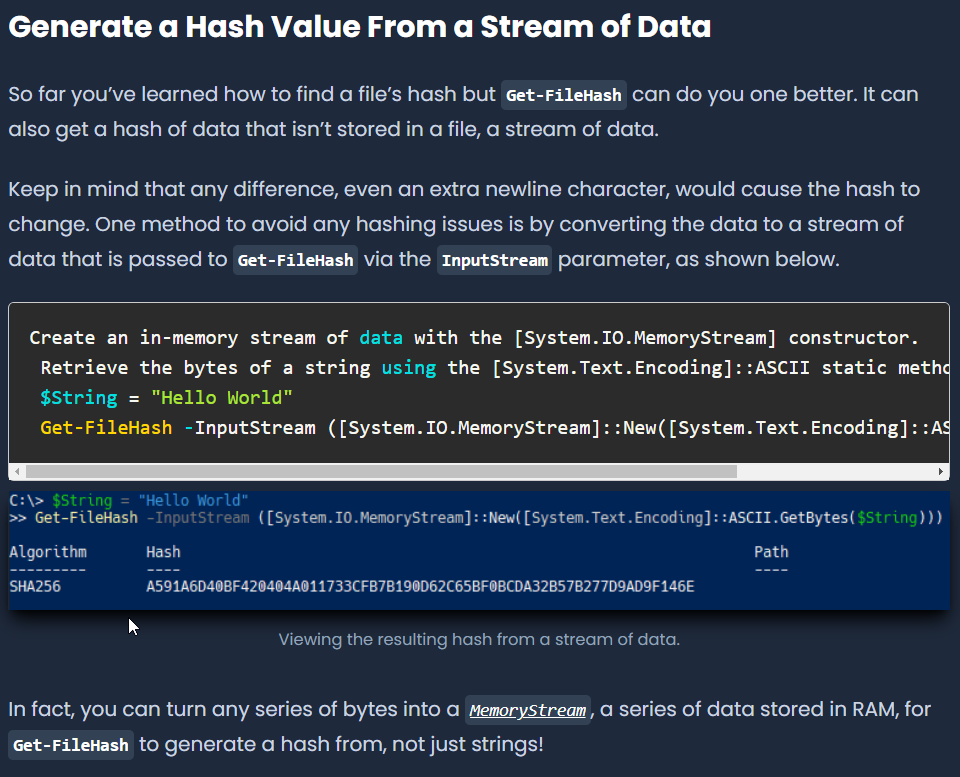 Generate a Hash Value From a Stream of Data
So far you’ve learned how to find a file’s hash but Get-FileHash can do you one better. It can
also get a hash of data that isn’t stored in a file, a stream of data.
Keep in mind that any difference, even an extra newline character, would cause the hash to
change. One method to avoid any hashing issues is by converting the data to a stream of
data that is passed to Get-FileHash via the InputStream parameter, as shown below.
Create an in-memory stream of data with the [System.IO.MemoryStream] constructor.
Retrieve the bytes of a string using the [System.Text.Encoding]::ASCII static metho
$String = "Hello World"
Get-FileHash -InputStream ([System.IO.MemoryStream]::New([System.Text.Encoding]::AS
C:\> $String = "Hello World"
>> Get-FileHash -InputStream ([System.IO.MemoryStream]::New([System.Text.Encoding]::ASCII.GetBytes($String)))
Algorithm Hash Path
--------- ---- ----
SHA256 A591A6D40BF420404A011733CFB7B190D62C65BF0BCDA32B57B277D9AD9F146E
Viewing the resulting hash from a stream of data.
In fact, you can turn any series of bytes into a MemoryStream, a series of data stored in RAM, for
Get-FileHash to generate a hash from, not just strings!